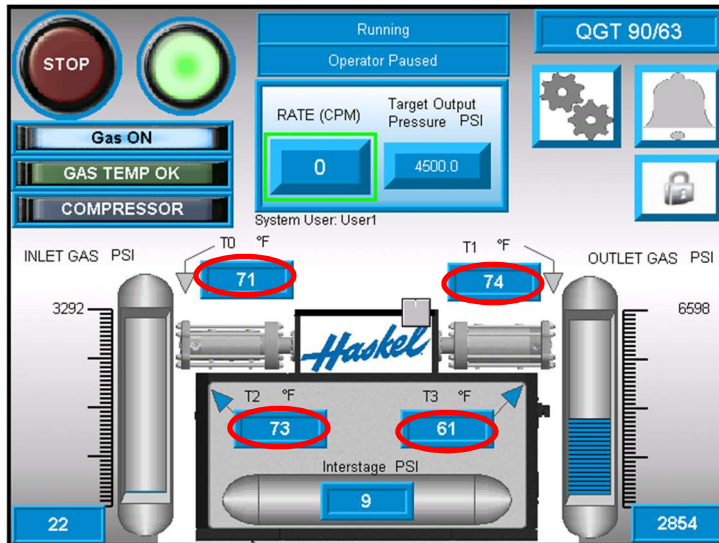 STOP
Running
Operator Paused
QGT 90/63
RATE (CPM)
Target Output
Pressure PSI
0
4500.0
Gas ON
GAS TEMP OK
COMPRESSOR
System User: User1
INLET GAS PSI
T0 °F
71
T1 °F
74
OUTLET GAS PSI
3292
6598
Haskel
T2 °F
73
T3 °F
61
Interstage PSI
9
22
2854